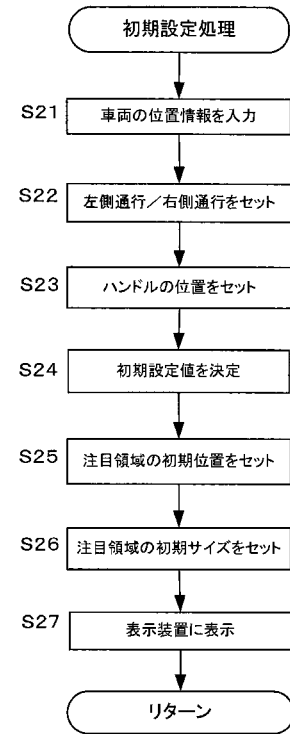 初期設定処理
S21
車両の位置情報を入力
S22
左側通行／右側通行をセット
S23
ハンドルの位置をセット
S24
初期設定値を決定
S25
注目領域の初期位置をセット
S26
注目領域の初期サイズをセット
S27
表示装置に表示
リターン